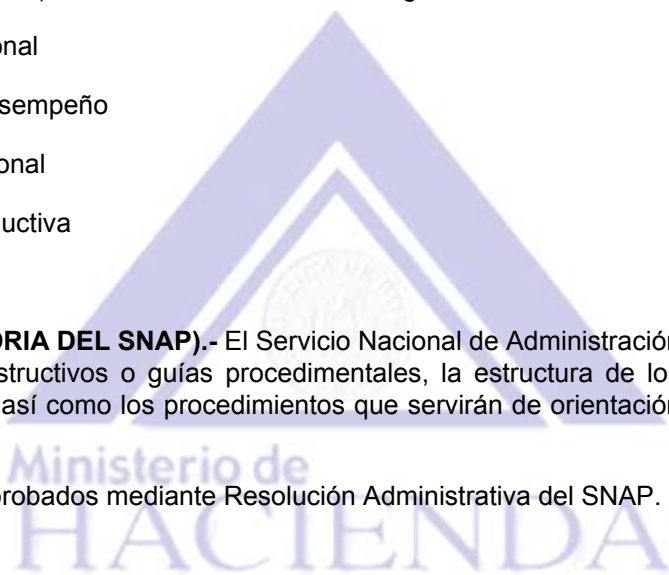 onal
sempeño
onal
uctiva
ORIA DEL SNAP).- El Servicio Nacional de Administración
structivos o guías procedimentales, la estructura de lo
así como los procedimientos que servirán de orientación
Ministerio de
probados mediante Resolución Administrativa del SNAP.
HACIENDA